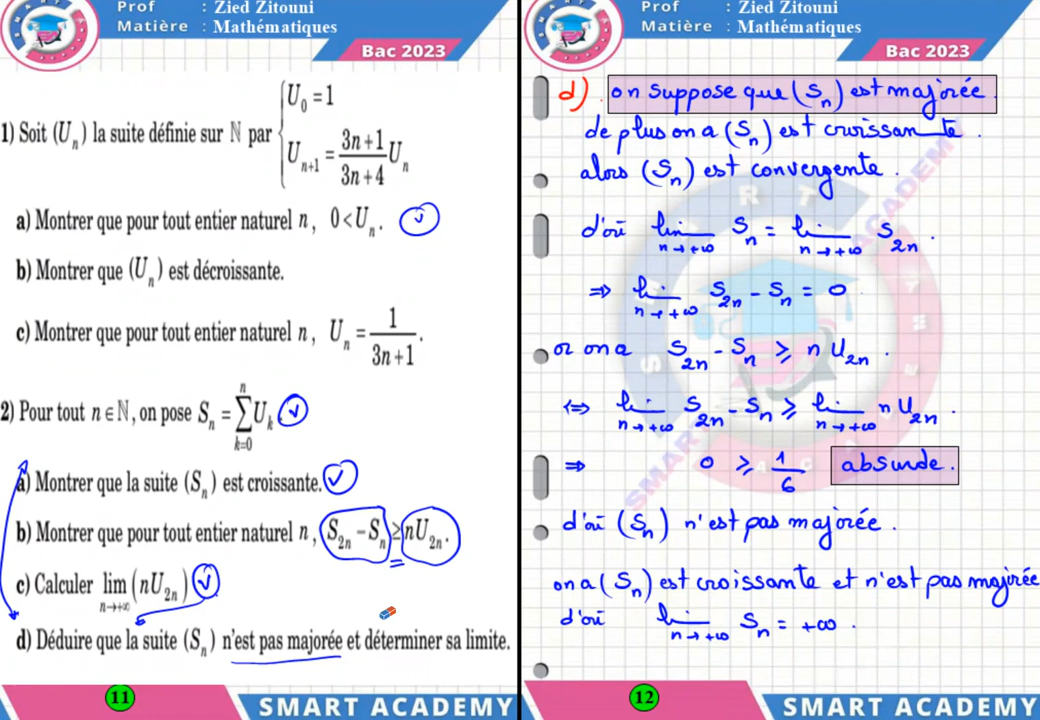 Prof : Zied Zitouni
Matière : Mathématiques
Bac 2023
1) Soit (U_n) la suite définie sur ℕ par { U_0 = 1
U_{n+1} = \frac{3n+1}{3n+4} U_n
a) Montrer que pour tout entier naturel n, 0 < U_n.
b) Montrer que (U_n) est décroissante.
c) Montrer que pour tout entier naturel n, U_n = \frac{1}{3n+1}.
2) Pour tout n ∈ ℕ, on pose S_n = \sum_{k=0}^{n} U_k
a) Montrer que la suite (S_n) est croissante.
b) Montrer que pour tout entier naturel n, S_{2n} - S_n ≥ nU_{2n}.
c) Calculer \lim_{n→+∞} (nU_{2n})
d) Déduire que la suite (S_n) n'est pas majorée et déterminer sa limite.
11
SMART ACADEMY
Prof : Zied Zitouni
Matière : Mathématiques
Bac 2023
d) on suppose que (S_n) est majorée.
de plus on a (S_n) est croissante.
alors (S_n) est convergente.
d'où \lim_{n→+∞} S_n = \lim_{n→+∞} S_{2n}.
⇒ \lim_{n→+∞} S_{2n} - S_n = 0
or on a S_{2n} - S_n ≥ n U_{2n}.
⇔ \lim_{n→+∞} S_{2n} - S_n ≥ \lim_{n→+∞} n U_{2n}.
⇒ 0 ≥ \frac{1}{6} absurde.
d'où (S_n) n'est pas majorée.
on a (S_n) est croissante et n'est pas majorée
d'où \lim_{n→+∞} S_n = +∞.
12
SMART ACADEMY